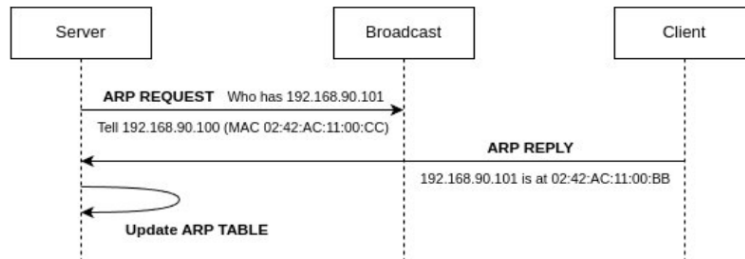 Server
Broadcast
Client
ARP REQUEST Who has 192.168.90.101
Tell 192.168.90.100 (MAC 02:42:AC:11:00:CC)
ARP REPLY
192.168.90.101 is at 02:42:AC:11:00:BB
Update ARP TABLE